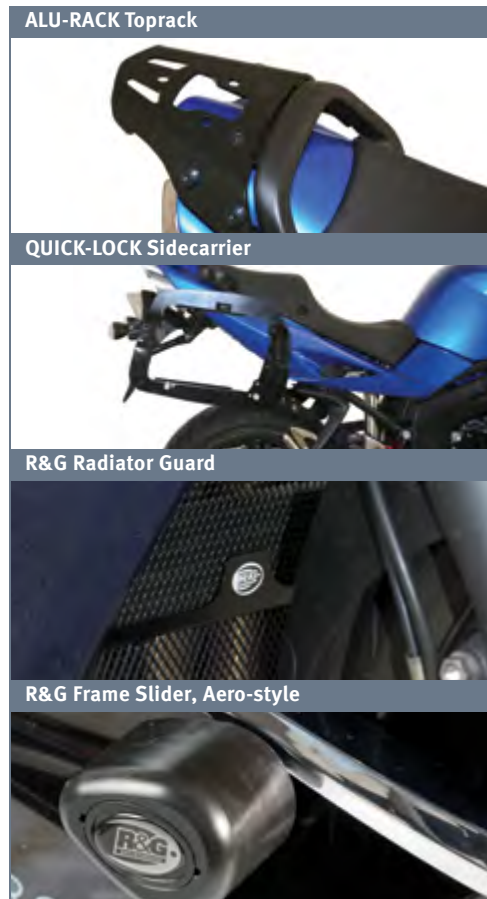 ALU-RACK Toprack
QUICK-LOCK Sidecarrier
R&G Radiator Guard
R&G
R&G Frame Slider, Aero-style
R&G